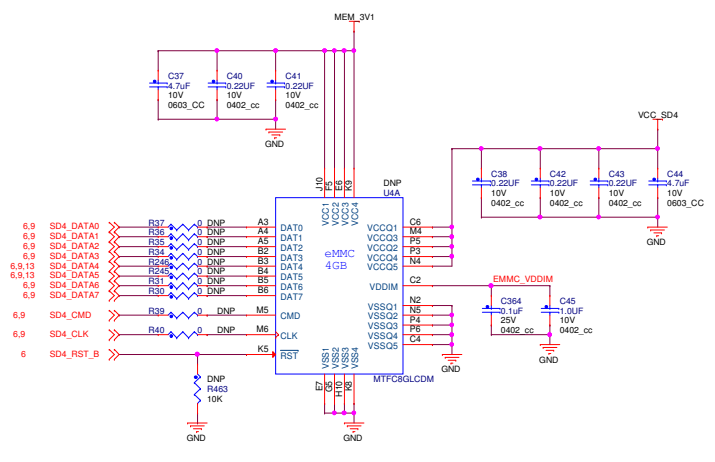 MEM_3V1
C37
4.7uF
10V
0603_CC
C40
0.22UF
10V
0402_cc
C41
0.22UF
10V
0402_cc
GND
VCC_SD4
C38
0.22UF
10V
0402_cc
C42
0.22UF
10V
0402_cc
C43
0.22UF
10V
0402_cc
C44
4.7uF
10V
0603_CC
GND
J10
F5
E6
K9
DNP
U4A
VCC1
VCC2
VCC3
VCC4
eMMC
4GB
6,9 SD4_DATA0 R37 0 DNP A3 DAT0
6,9 SD4_DATA1 R36 0 DNP A4 DAT1
6,9 SD4_DATA2 R35 0 DNP A5 DAT2
6,9 SD4_DATA3 R34 0 DNP B2 DAT3
6,9,13 SD4_DATA4 R246 0 DNP B3 DAT4
6,9,13 SD4_DATA5 R245 0 DNP B4 DAT5
6,9 SD4_DATA6 R31 0 DNP B5 DAT6
6,9 SD4_DATA7 R30 0 DNP B6 DAT7
6,9 SD4_CMD R39 0 DNP M5 CMD
6,9 SD4_CLK R40 0 DNP M6 CLK
6 SD4_RST_B K5 RST
VCCQ1 C6
VCCQ2 M4
VCCQ3 P5
VCCQ4 P3
VCCQ5 N4
VDDIM C2
EMMC_VDDIM
VSSQ1 N2
VSSQ2 N5
VSSQ3 P4
VSSQ4 P6
VSSQ5 C4
C364
0.1uF
25V
0402_cc
C45
1.0UF
10V
0402_cc
GND
GND
VSS1
VSS2
VSS3
VSS4
MTFC8GLCDM
E7
G5
H10
K8
DNP
R463
10K
GND
GND